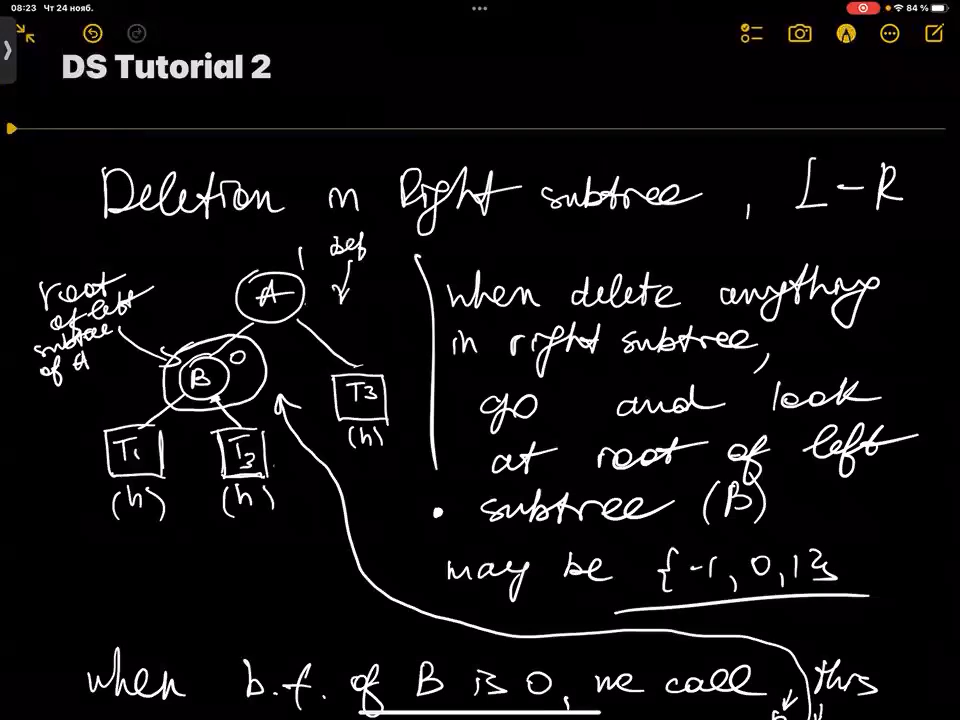 08:23 Чт 24 нояб.
84 %
DS Tutorial 2
Deletion in Right subtree, L-R
1
A
def
root
of left
subtree
of A
B
0
T1
(h)
T2
(h)
T3
(h)
when delete anything
in right subtree,
go and look
at root of left
• subtree (B)
may be {-1, 0, 1}
when b.f. of B is 0, we call this